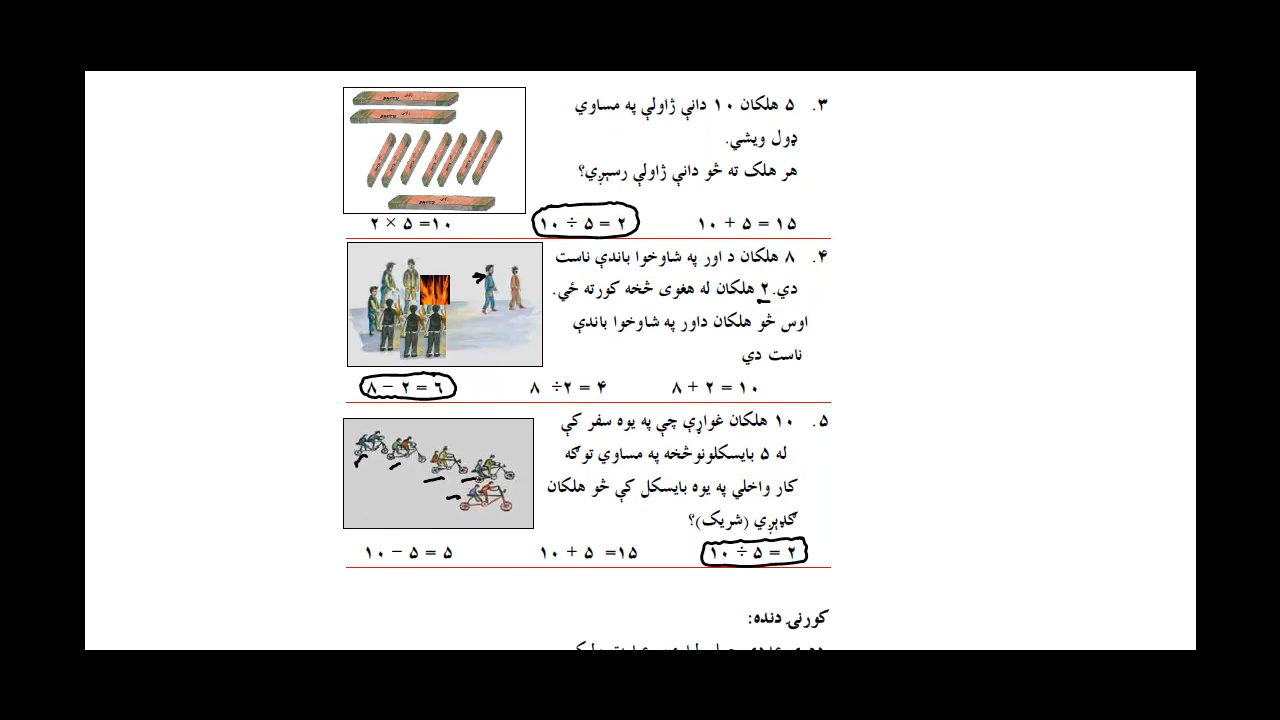 ۳. ۵ هلکان ۱۰ دانې ژاولې په مساوي
ډول ويشي.
هر هلک ته څو دانې ژاولې رسېږي؟
۲ × ۵ =۱۰
۱۰ ÷ ۵ = ۲
۱۰ + ۵ = ۱۵
۴. ۸ هلکان د اور په شاوخوا باندې ناست
دي. ۲ هلکان له هغوی څخه کورته ځي.
اوس څو هلکان داور په شاوخوا باندې
ناست دي
۸ − ۲ = ۶
۸ ÷۲ = ۴
۸ + ۲ = ۱۰
۵. ۱۰ هلکان غواړي چې په يوه سفر کې
له ۵ بايسکلونوڅخه په مساوي توګه
کار واخلي په يوه بايسکل کې څو هلکان
ګډېږي (شريک)؟
۱۰ − ۵ = ۵
۱۰ + ۵ =۱۵
۱۰ ÷ ۵ = ۲
کورنۍ دنده: